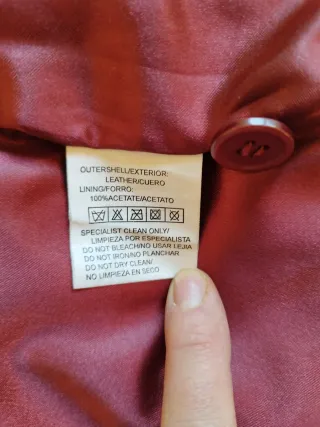 OUTERSHELL/EXTERIOR:
LEATHER/CUERO
LINING/FORRO:
100%ACETATE/ACETATO
SPECIALIST CLEAN ONLY/
LIMPIEZA POR ESPECIALISTA
DO NOT BLEACH/NO USAR LEJIA
DO NOT IRON/NO PLANCHAR
DO NOT DRY CLEAN/
NO LIMPIEZA EN SECO